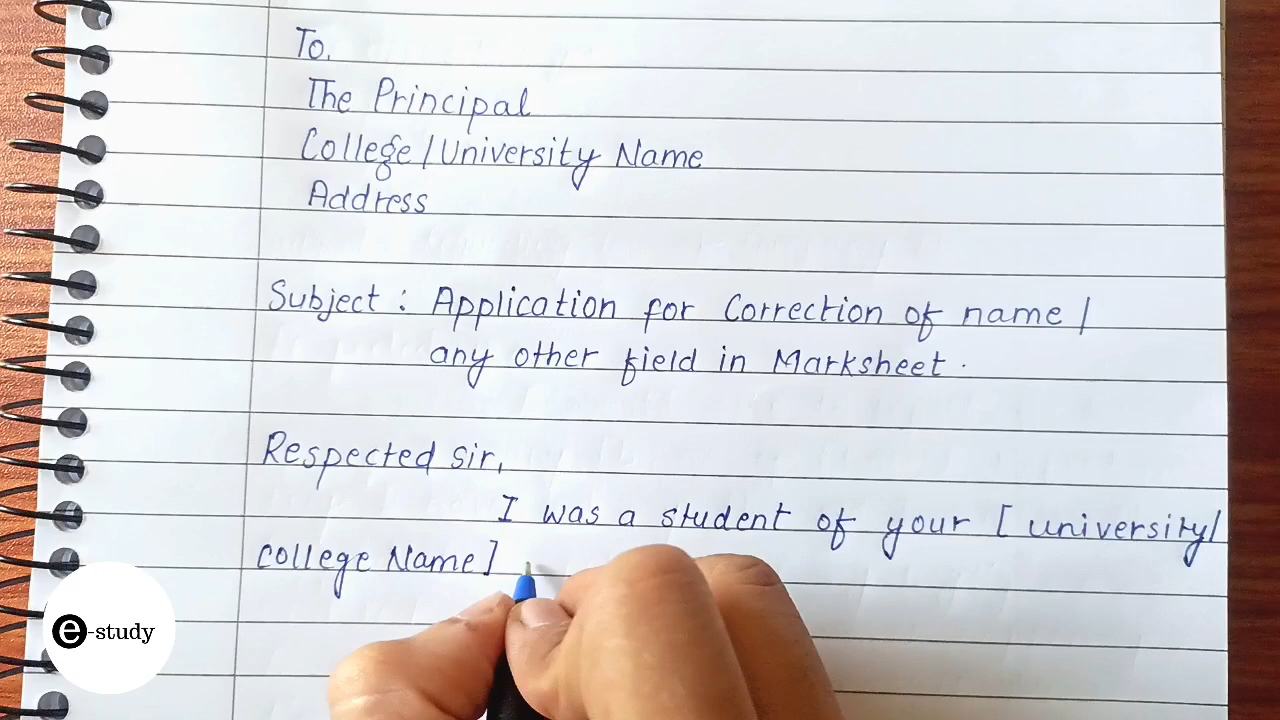 To,
The Principal
College/University Name
Address
Subject : Application for Correction of name /
any other field in Marksheet.
Respected sir,
I was a student of your [university/
college Name]
e-study